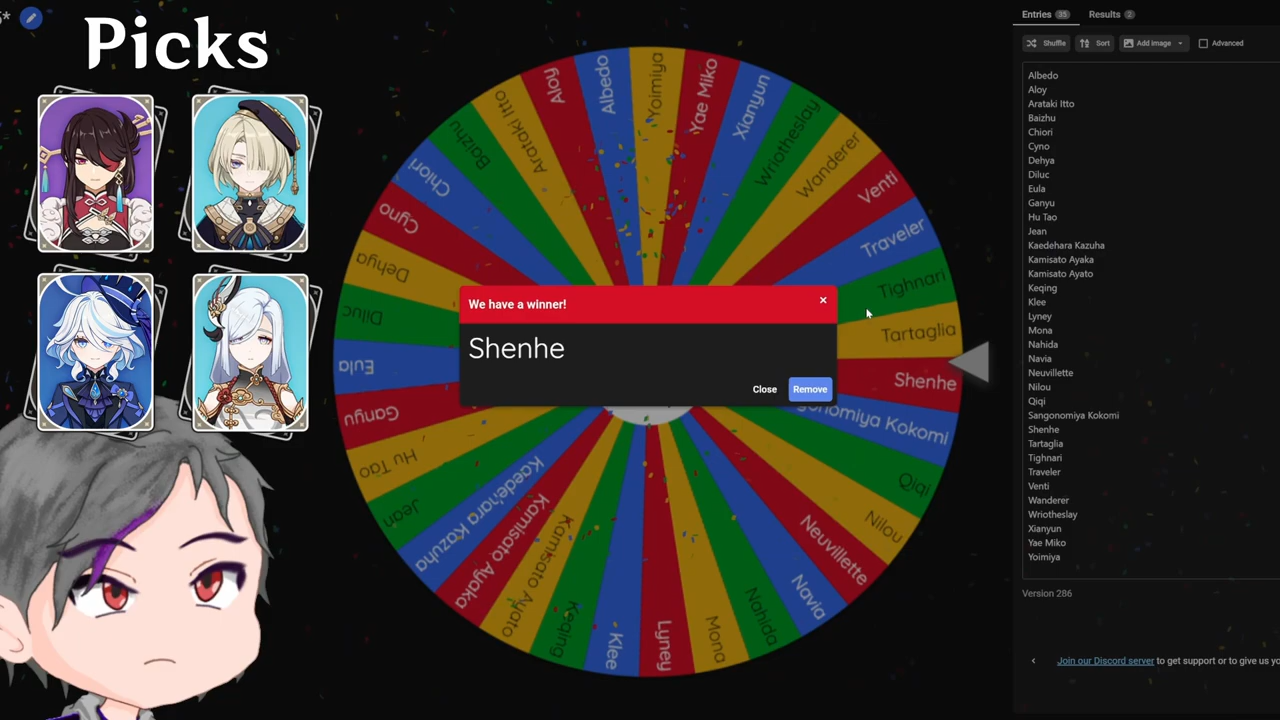 Picks
Entries 35
Results 2
Shuffle
Sort
Add image
Advanced
Albedo
Aloy
Arataki Itto
Baizhu
Chiori
Cyno
Dehya
Diluc
Eula
Ganyu
Hu Tao
Jean
Kaedehara Kazuha
Kamisato Ayaka
Kamisato Ayato
Keqing
Klee
Lyney
Mona
Nahida
Navia
Neuvillette
Nilou
Qiqi
Sangonomiya Kokomi
Shenhe
Tartaglia
Tighnari
Traveler
Venti
Wanderer
Wriotheslay
Xianyun
Yae Miko
Yoimiya
Version 286
Join our Discord server to get support or to give us
We have a winner!
Shenhe
Close
Remove
Yoimiya
Yae Miko
Xianyun
Wriotheslay
Wanderer
Venti
Traveler
Tighnari
Tartaglia
Shenhe
Kokomi
Qiqi
Nilou
Neuvillette
Navia
Nahida
Mona
Lyney
Klee
Keqing
Kamisato Ayato
Kamisato Ayaka
Kaedehara Kazuha
Jean
Hu Tao
Ganyu
Eula
Diluc
Dehya
Cyno
Chiori
Baizhu
Arataki Itto
Aloy
Albedo